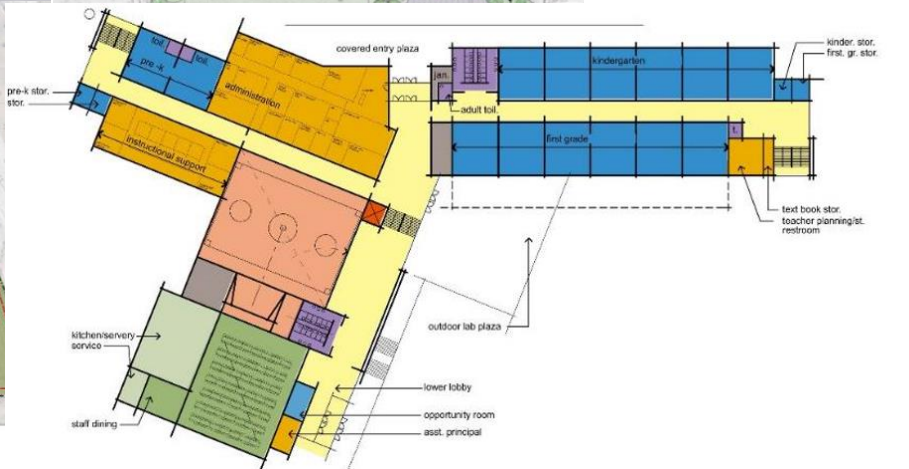 covered entry plaza
kinder. stor.
first. gr. stor.
toil.
toil.
pre -k
jan.
kindergarten
pre-k stor.
stor.
administration
adult toil.
instructional support
first grade
t.
text book stor.
teacher planning/st.
restroom
outdoor lab plaza
kitchen/servery
service
lower lobby
opportunity room
staff dining
asst. principal